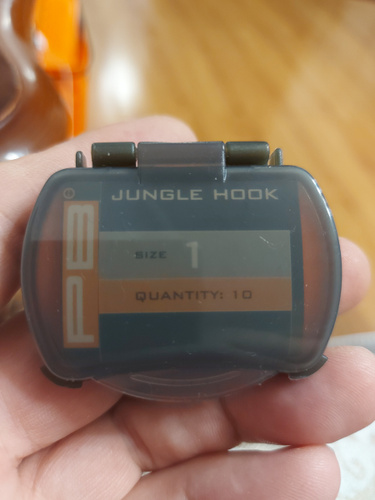 JUNGLE HOOK
PB
SIZE 1
QUANTITY: 10